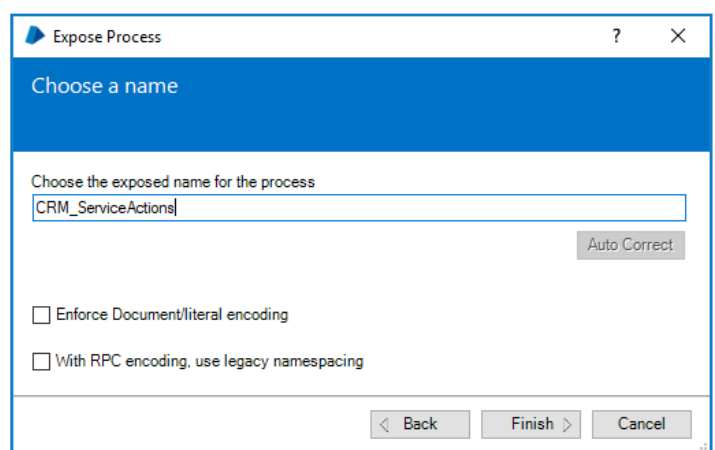 Expose Process
?
Choose a name
Choose the exposed name for the process
CRM_ServiceActions
Auto Correct
Enforce Document/literal encoding
With RPC encoding, use legacy namespacing
Back
Finish
Cancel